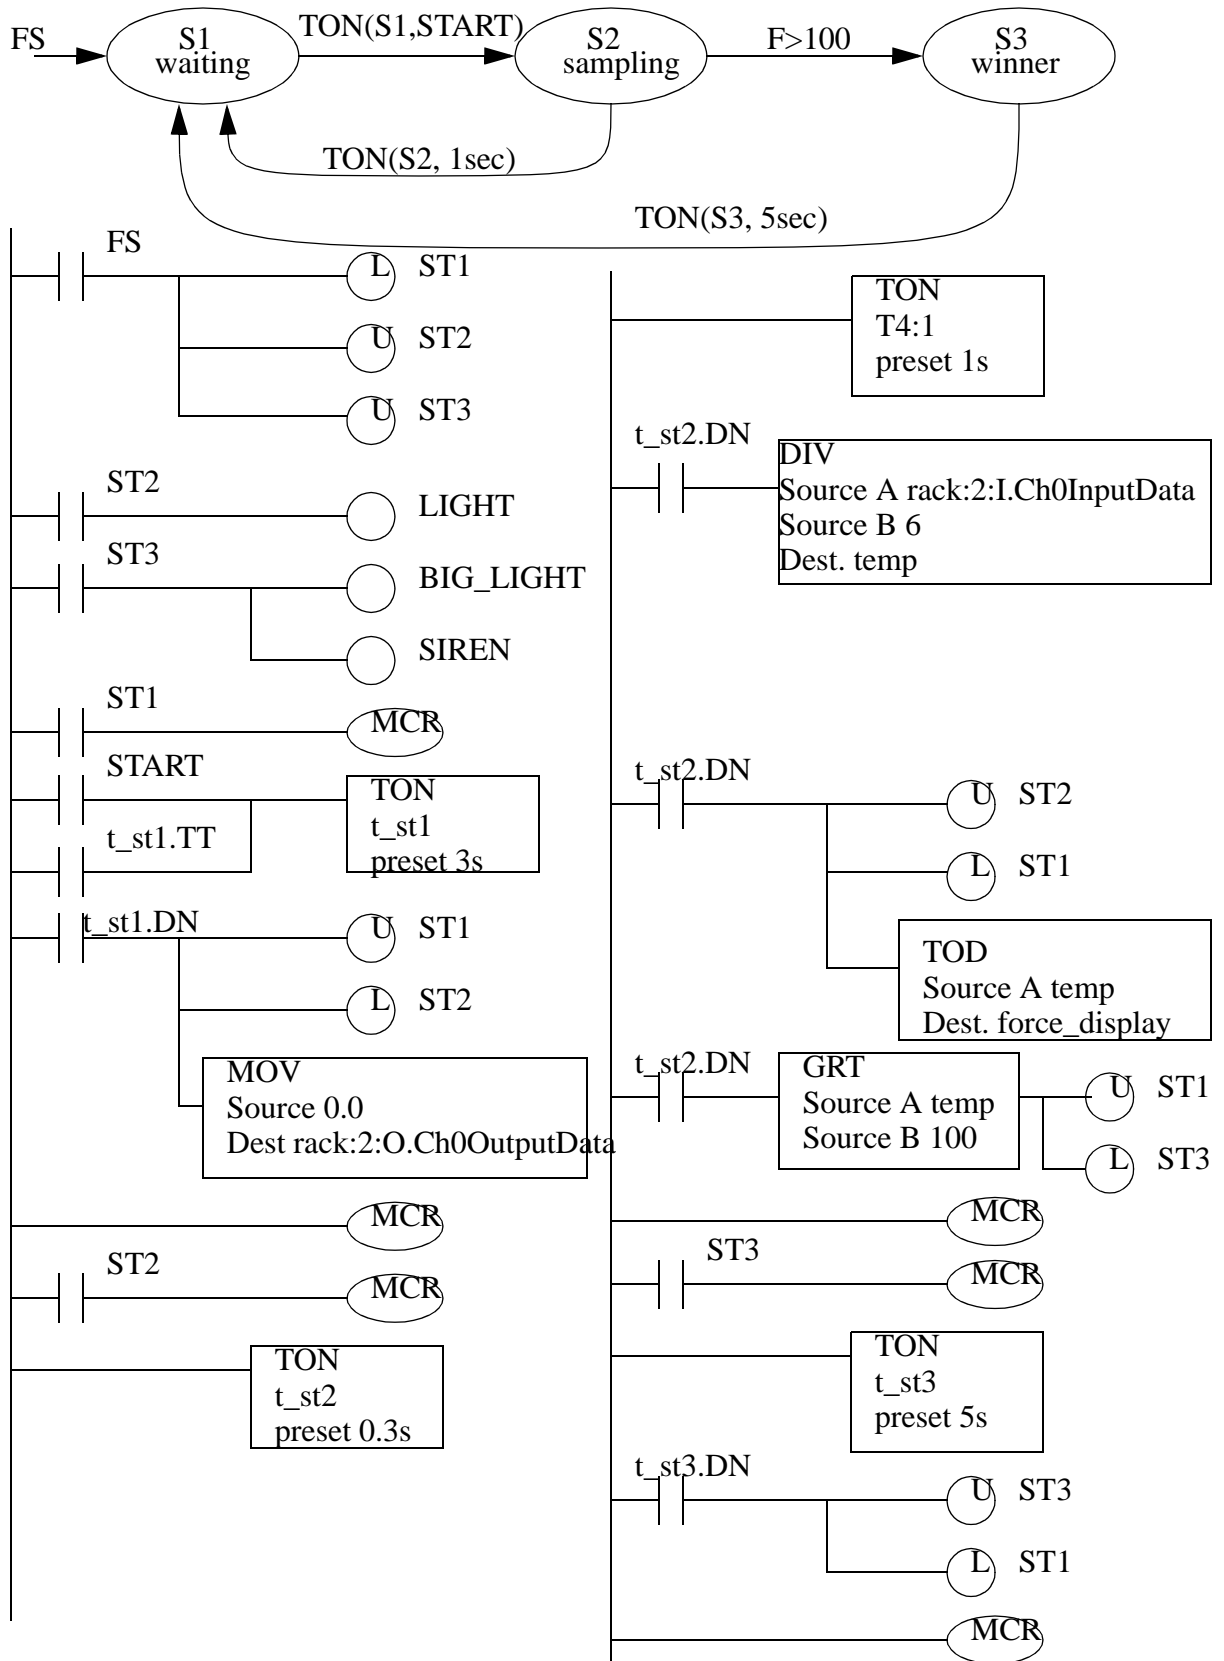 FS
S1
waiting
TON(S1,START)
S2
sampling
F>100
S3
winner
TON(S2, 1sec)
TON(S3, 5sec)
FS
L ST1
U ST2
U ST3
ST2
LIGHT
ST3
BIG_LIGHT
SIREN
ST1
MCR
START
TON
t_st1
preset 3s
t_st1.TT
t_st1.DN
U ST1
L ST2
MOV
Source 0.0
Dest rack:2:O.Ch0OutputData
MCR
ST2
MCR
TON
t_st2
preset 0.3s
TON
T4:1
preset 1s
t_st2.DN
DIV
Source A rack:2:I.Ch0InputData
Source B 6
Dest. temp
t_st2.DN
U ST2
L ST1
TOD
Source A temp
Dest. force_display
t_st2.DN
GRT
Source A temp
Source B 100
U ST1
L ST3
MCR
ST3
MCR
TON
t_st3
preset 5s
t_st3.DN
U ST3
L ST1
MCR